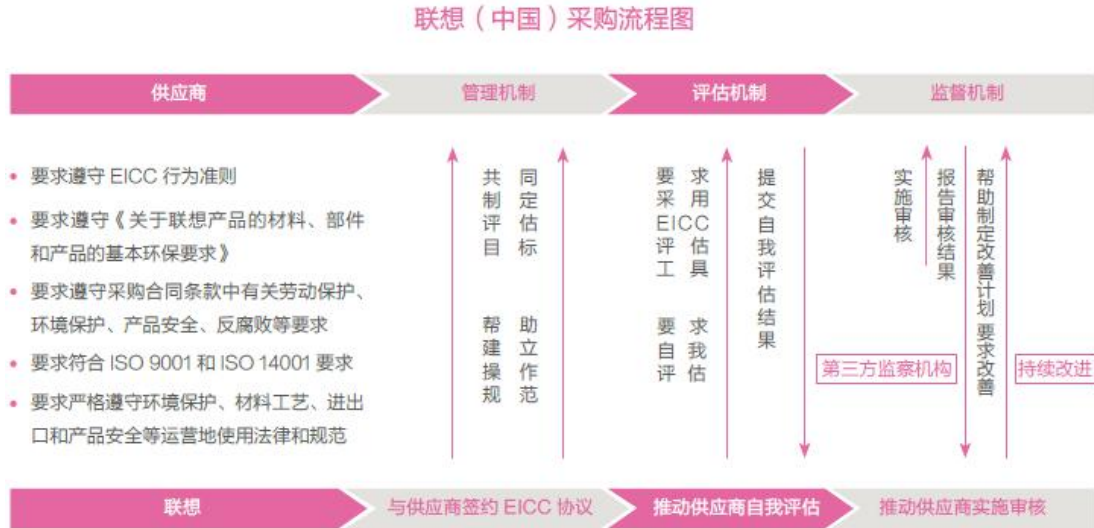 联想（中国）采购流程图
供应商
管理机制
评估机制
监督机制
• 要求遵守 EICC 行为准则
• 要求遵守《关于联想产品的材料、部件
和产品的基本环保要求》
• 要求遵守采购合同条款中有关劳动保护、
环境保护、产品安全、反腐败等要求
• 要求符合 ISO 9001 和 ISO 14001 要求
• 要求严格遵守环境保护、材料工艺、进出
口和产品安全等运营地使用法律和规范
共同
制定
评估
目标
帮助
建立
操作
规范
要求
采用
EICC
评估
工具
要求
自我
评估
提交自我评估结果
实施审核
报告审核结果
帮助制定改善计划 要求改善
第三方监察机构
持续改进
联想
与供应商签约 EICC 协议
推动供应商自我评估
推动供应商实施审核